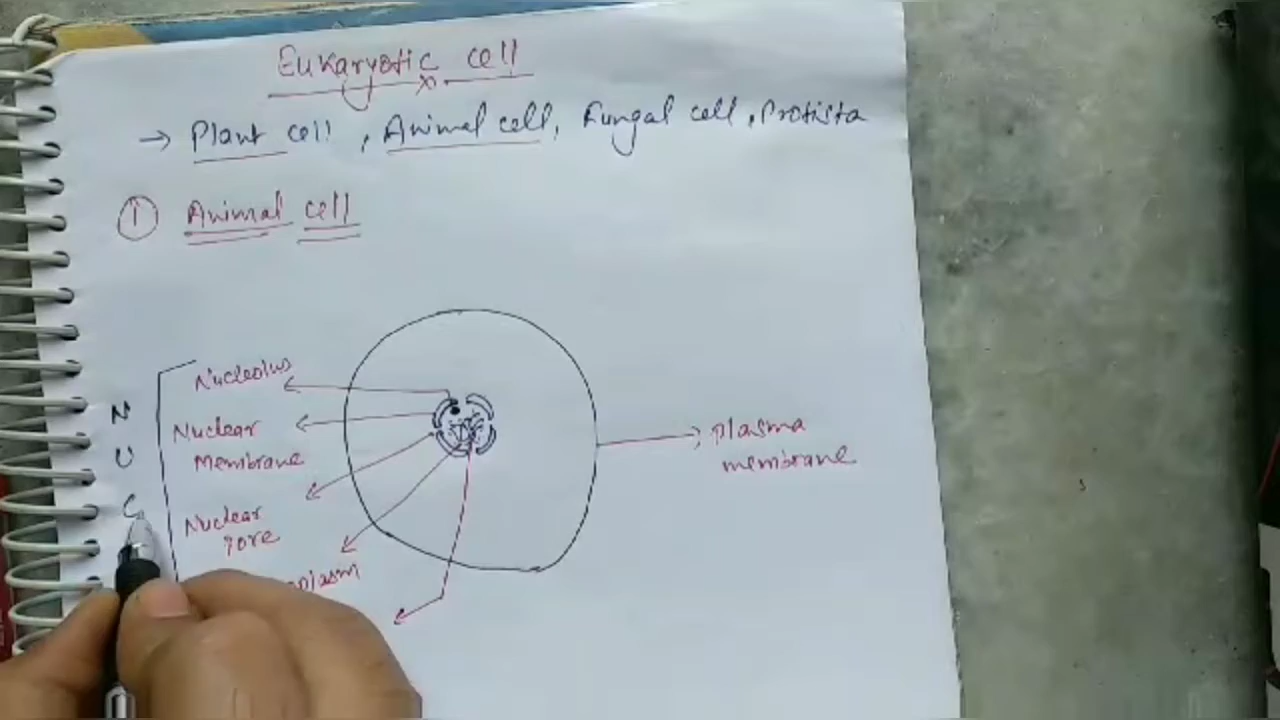 Eukaryotic cell
→ Plant cell, Animal cell, Fungal cell, Protista
① Animal cell
Nucleolus
Nuclear
Membrane
Nuclear
Pore
plasma
membrane
N
U
C